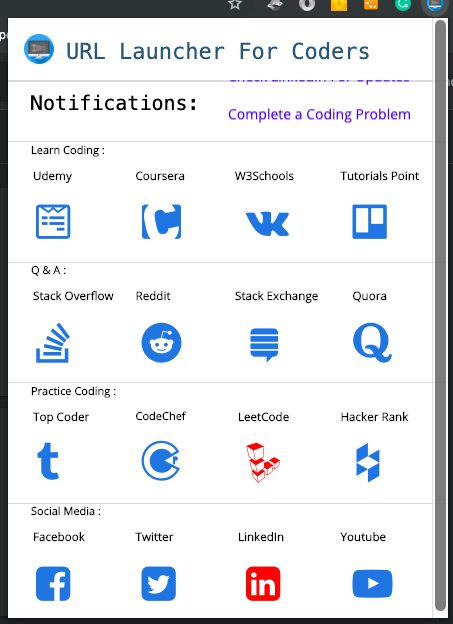 URL Launcher For Coders
Check LinkedIn For Updates
Notifications:
Complete a Coding Problem
Learn Coding :
Udemy Coursera W3Schools Tutorials Point
Q & A :
Stack Overflow Reddit Stack Exchange Quora
Practice Coding :
Top Coder CodeChef LeetCode Hacker Rank
Social Media :
Facebook Twitter LinkedIn Youtube